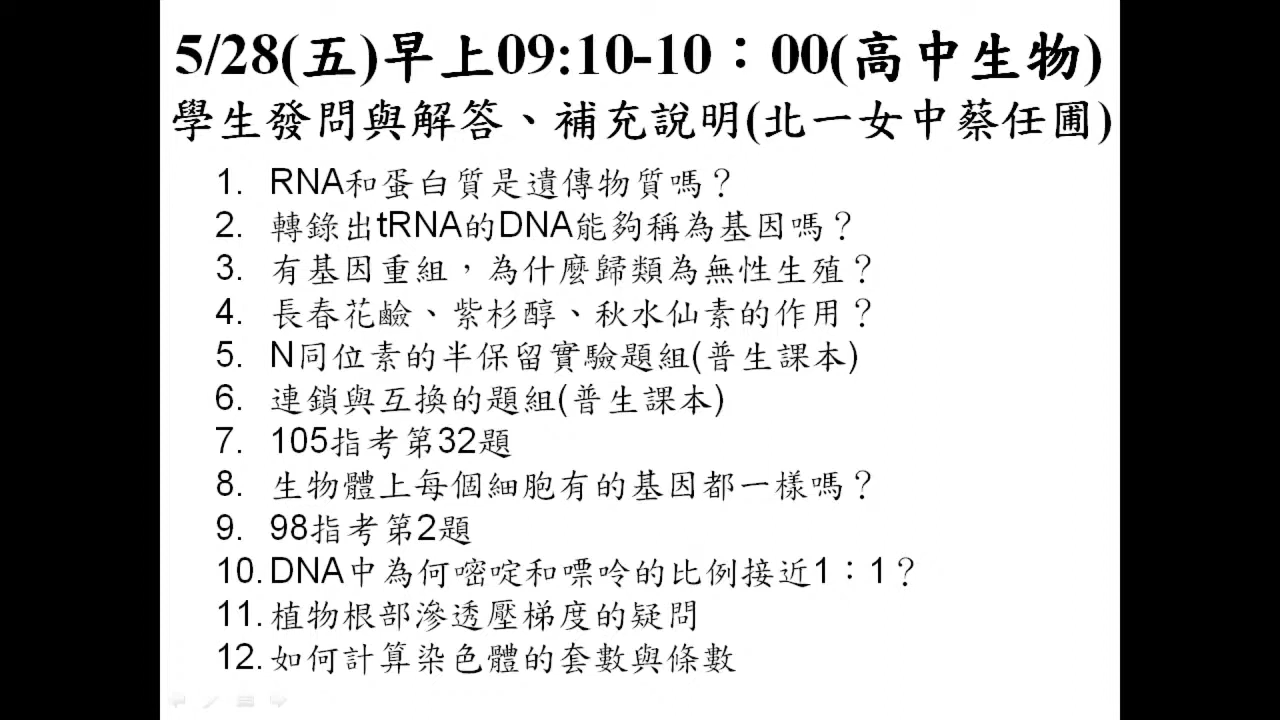 5/28(五)早上09:10-10：00(高中生物)
學生發問與解答、補充說明(北一女中蔡任圃)
1. RNA和蛋白質是遺傳物質嗎？
2. 轉錄出tRNA的DNA能夠稱為基因嗎？
3. 有基因重組，為什麼歸類為無性生殖？
4. 長春花鹼、紫杉醇、秋水仙素的作用？
5. N同位素的半保留實驗題組(普生課本)
6. 連鎖與互換的題組(普生課本)
7. 105指考第32題
8. 生物體上每個細胞有的基因都一樣嗎？
9. 98指考第2題
10. DNA中為何嘧啶和嘌呤的比例接近1：1？
11. 植物根部滲透壓梯度的疑問
12. 如何計算染色體的套數與條數